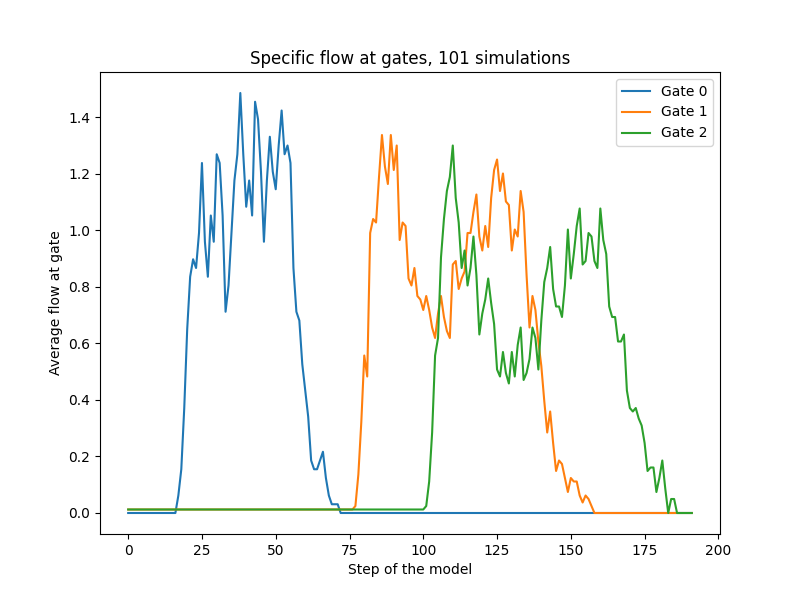 Specific flow at gates, 101 simulations
Gate 0
Gate 1
Gate 2
Average flow at gate
1.4
1.2
1.0
0.8
0.6
0.4
0.2
0.0
0 25 50 75 100 125 150 175 200
Step of the model